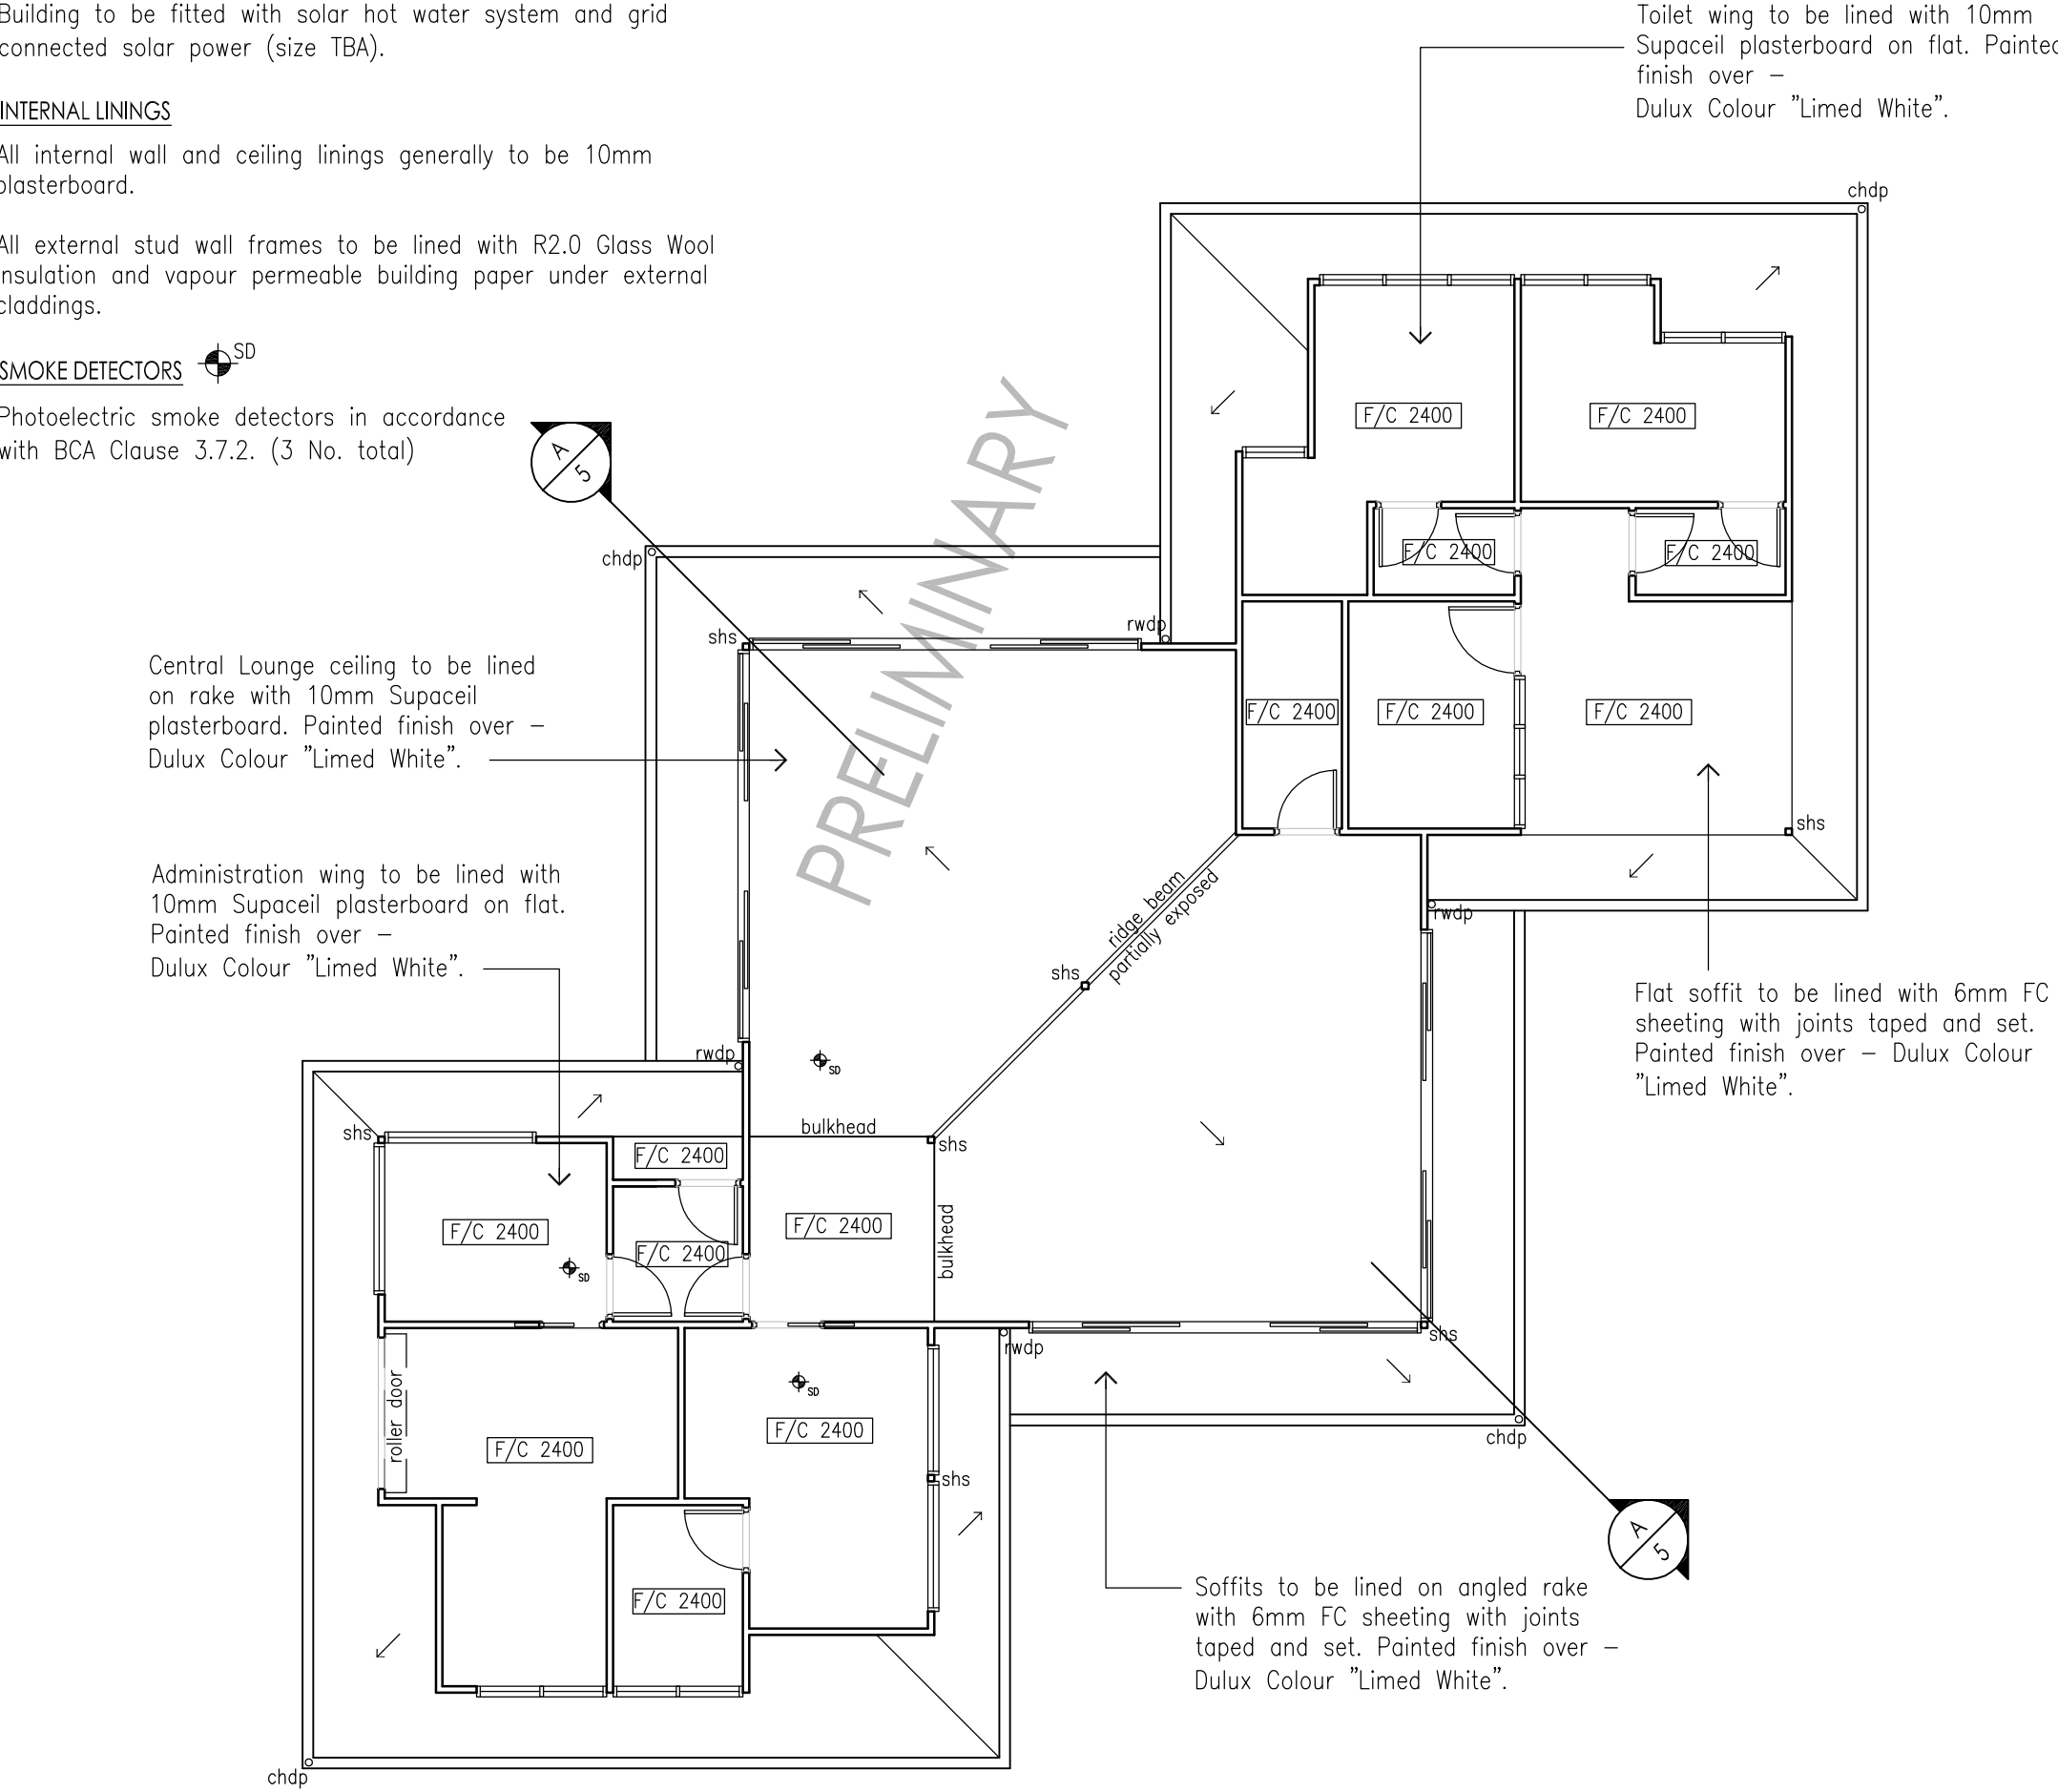 Building to be fitted with solar hot water system and grid
connected solar power (size TBA).
INTERNAL LININGS
All internal wall and ceiling linings generally to be 10mm
plasterboard.
All external stud wall frames to be lined with R2.0 Glass Wool
insulation and vapour permeable building paper under external
claddings.
SMOKE DETECTORS SD
Photoelectric smoke detectors in accordance
with BCA Clause 3.7.2. (3 No. total)
Toilet wing to be lined with 10mm
Supaceil plasterboard on flat. Painted
finish over –
Dulux Colour "Limed White".
chdp
A
5
F/C 2400
F/C 2400
PRELIMINARY
chdp
F/C 2400
F/C 2400
shs
rwdp
Central Lounge ceiling to be lined
on rake with 10mm Supaceil
plasterboard. Painted finish over –
Dulux Colour "Limed White".
F/C 2400
F/C 2400
F/C 2400
shs
Administration wing to be lined with
10mm Supaceil plasterboard on flat.
Painted finish over –
Dulux Colour "Limed White".
ridge beam
partially exposed
rwdp
shs
Flat soffit to be lined with 6mm FC
sheeting with joints taped and set.
Painted finish over – Dulux Colour
"Limed White".
rwdp
SD
shs
bulkhead
shs
F/C 2400
F/C 2400
F/C 2400
F/C 2400
bulkhead
SD
shs
rwdp
roller door
SD
F/C 2400
F/C 2400
chdp
shs
A
5
F/C 2400
Soffits to be lined on angled rake
with 6mm FC sheeting with joints
taped and set. Painted finish over –
Dulux Colour "Limed White".
chdp